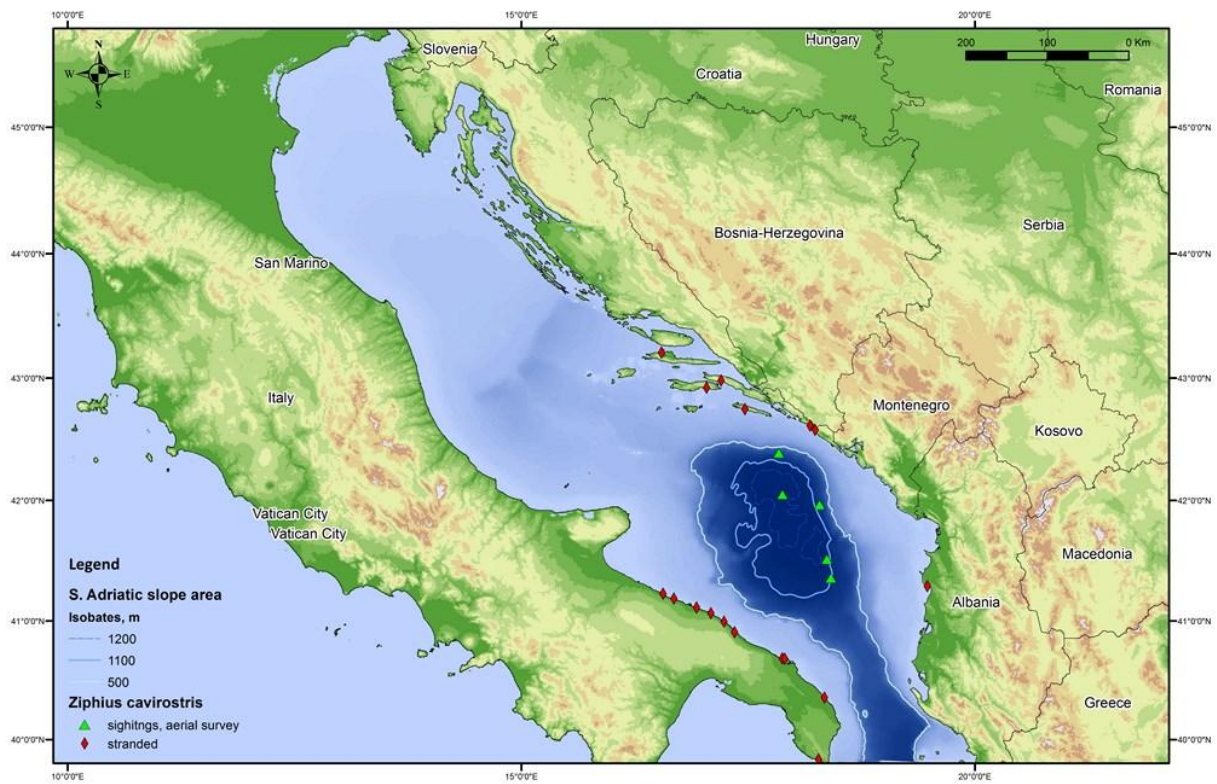 10°0'0"E
15°0'0"E
20°0'0"E
Slovenia
Hungary
200 100 0 Km
N
W E
S
Croatia
Romania
45°0'0"N
45°0'0"N
Serbia
Bosnia-Herzegovina
44°0'0"N
44°0'0"N
San Marino
43°0'0"N
43°0'0"N
Italy
Montenegro
Kosovo
42°0'0"N
42°0'0"N
Vatican City
Vatican City
Macedonia
Legend
S. Adriatic slope area
Albania
Isobates, m
41°0'0"N
41°0'0"N
1200
1100
500
Ziphius cavirostris
Greece
sighitngs, aerial survey
stranded
40°0'0"N
40°0'0"N
10°0'0"E
15°0'0"E
20°0'0"E